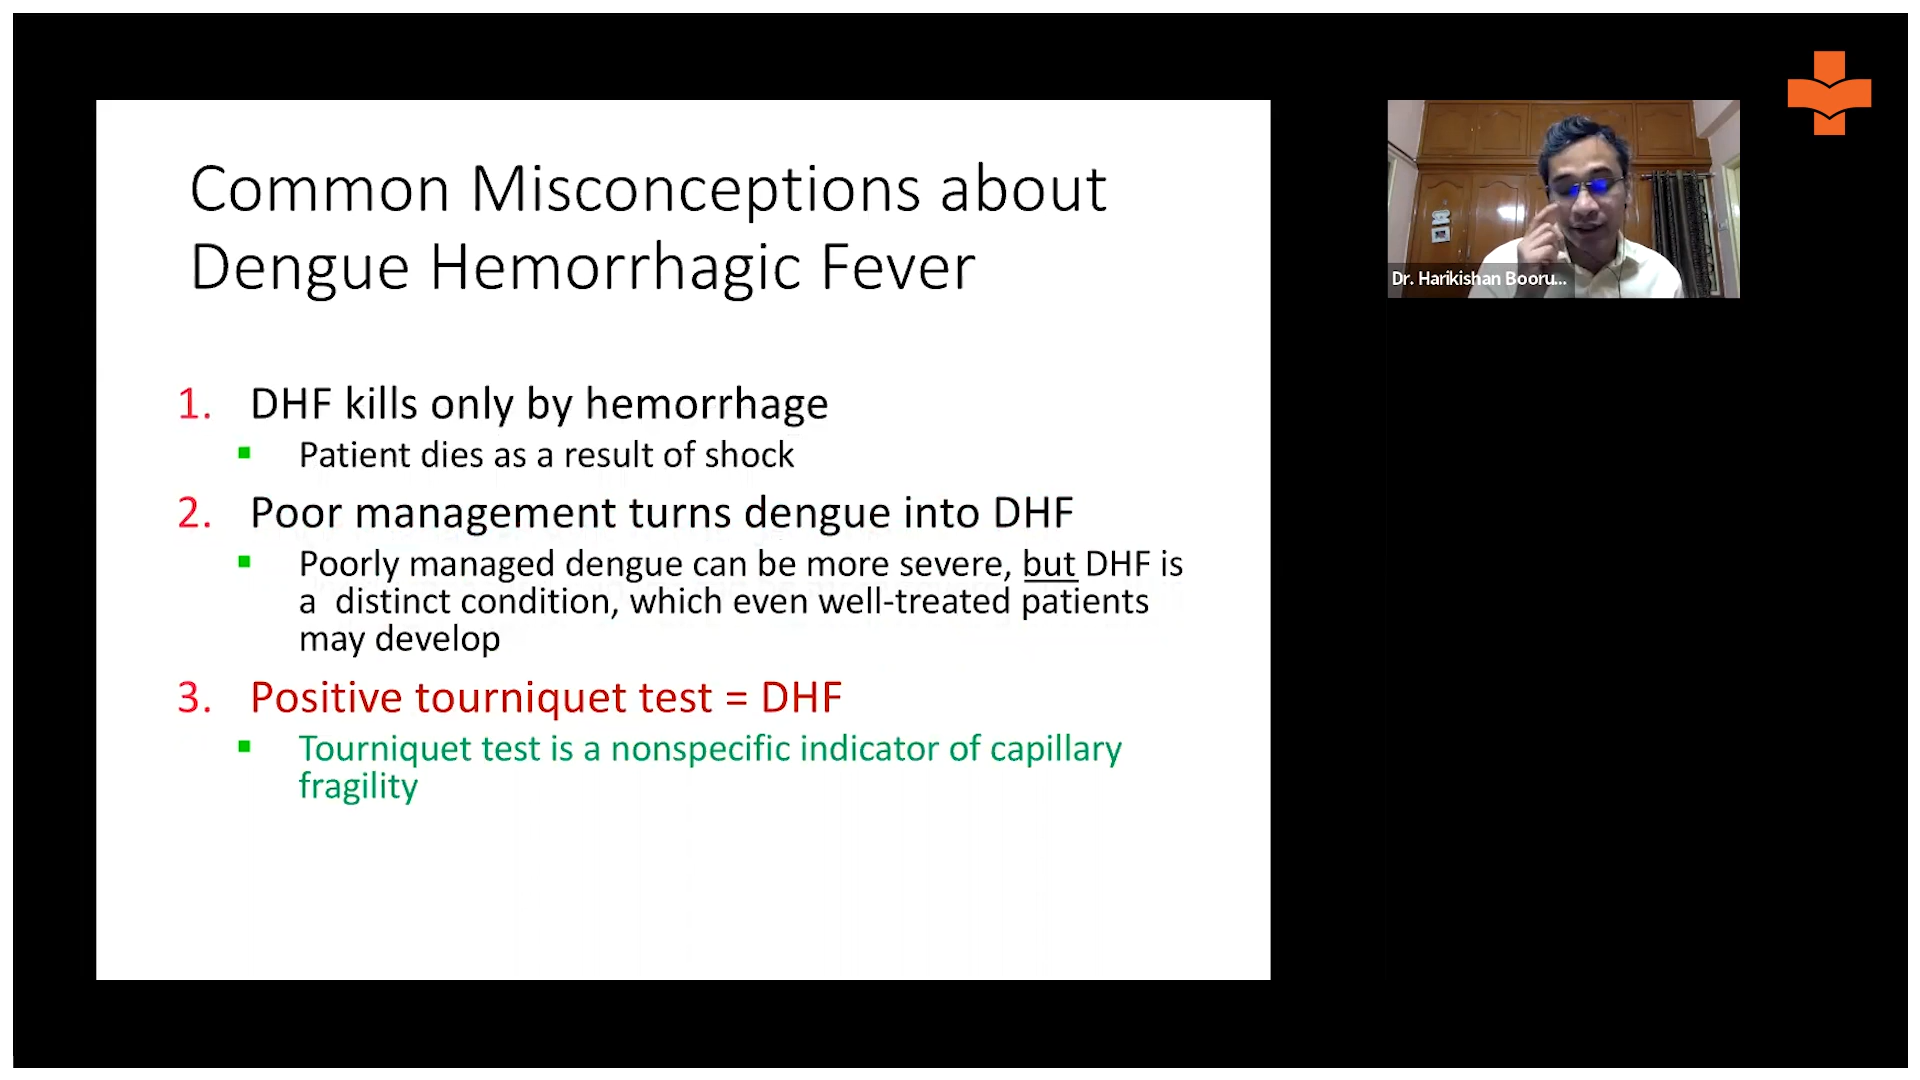 Common Misconceptions about
Dengue Hemorrhagic Fever
1. DHF kills only by hemorrhage
▪ Patient dies as a result of shock
2. Poor management turns dengue into DHF
▪ Poorly managed dengue can be more severe, but DHF is
a distinct condition, which even well-treated patients
may develop
3. Positive tourniquet test = DHF
▪ Tourniquet test is a nonspecific indicator of capillary
fragility
Dr. Harikishan Booru...